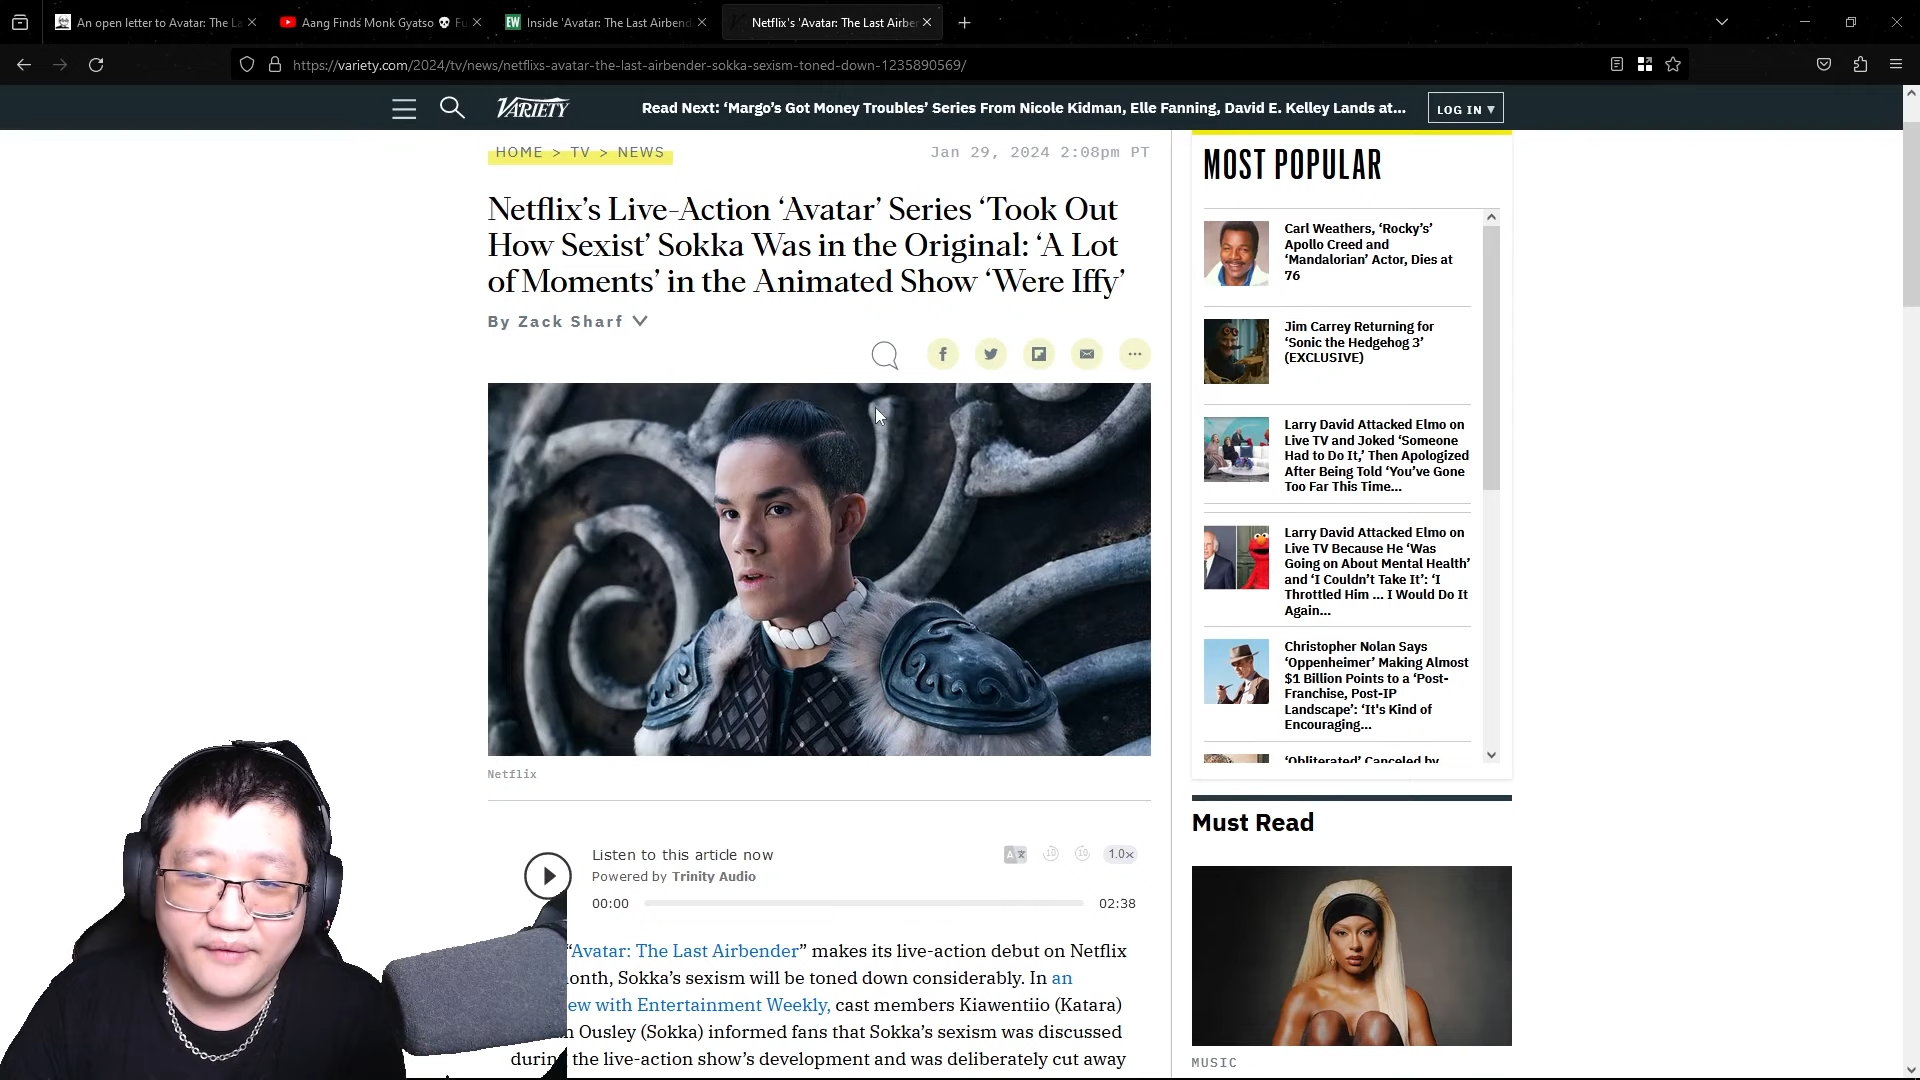 An open letter to Avatar: The La
Aang Finds Monk Gyatso 💀 Fu
EW
Inside 'Avatar: The Last Airbend
Netflix's 'Avatar: The Last Airbe
https://variety.com/2024/tv/news/netflixs-avatar-the-last-airbender-sokka-sexism-toned-down-1235890569/
VARIETY
Read Next: ‘Margo’s Got Money Troubles’ Series From Nicole Kidman, Elle Fanning, David E. Kelley Lands at...
LOG IN ▾
HOME > TV > NEWS
Jan 29, 2024 2:08pm PT
Netflix’s Live-Action ‘Avatar’ Series ‘Took Out
How Sexist’ Sokka Was in the Original: ‘A Lot
of Moments’ in the Animated Show ‘Were Iffy’
By Zack Sharf
Netflix
Listen to this article now
Powered by Trinity Audio
10
10
1.0x
00:00
02:38
“Avatar: The Last Airbender” makes its live-action debut on Netflix
onth, Sokka’s sexism will be toned down considerably. In an
ew with Entertainment Weekly, cast members Kiawentiio (Katara)
n Ousley (Sokka) informed fans that Sokka’s sexism was discussed
durin the live-action show’s development and was deliberately cut away
MOST POPULAR
Carl Weathers, ‘Rocky’s’
Apollo Creed and
‘Mandalorian’ Actor, Dies at
76
Jim Carrey Returning for
‘Sonic the Hedgehog 3’
(EXCLUSIVE)
Larry David Attacked Elmo on
Live TV and Joked ‘Someone
Had to Do It,’ Then Apologized
After Being Told ‘You’ve Gone
Too Far This Time...
Larry David Attacked Elmo on
Live TV Because He ‘Was
Going on About Mental Health’
and ‘I Couldn’t Take It’: ‘I
Throttled Him ... I Would Do It
Again...
Christopher Nolan Says
‘Oppenheimer’ Making Almost
$1 Billion Points to a ‘Post-
Franchise, Post-IP
Landscape’: ‘It's Kind of
Encouraging...
‘Obliterated’ Canceled by
Must Read
MUSIC